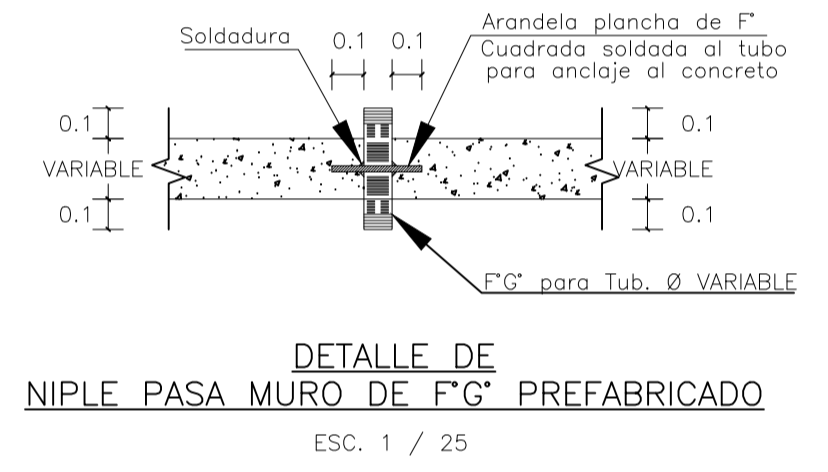 Soldadura
0.1
0.1
Arandela plancha de F°
Cuadrada soldada al tubo
para anclaje al concreto
0.1
0.1
VARIABLE
VARIABLE
0.1
0.1
F°G° para Tub. Ø VARIABLE
DETALLE DE
NIPLE PASA MURO DE F°G° PREFABRICADO
ESC. 1 / 25